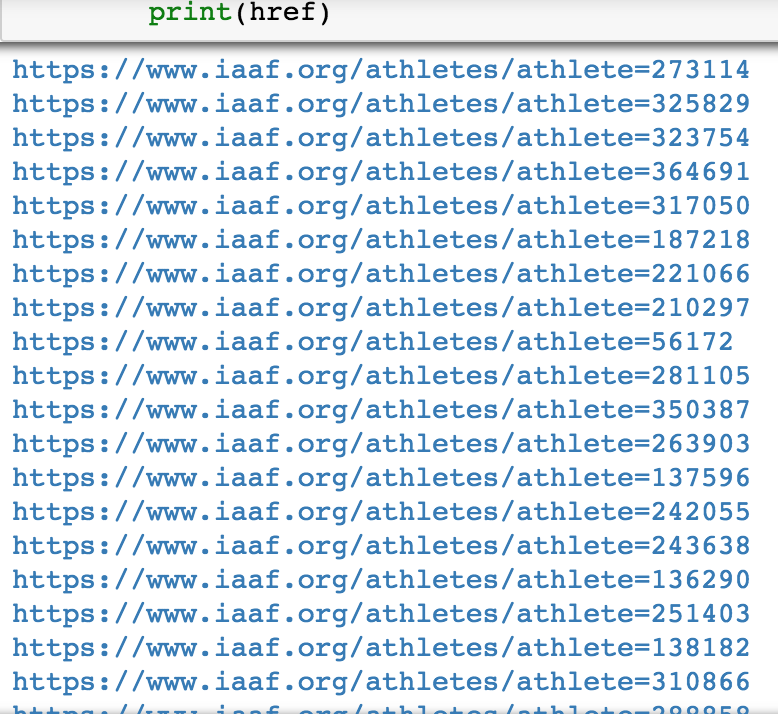 print(href)
https://www.iaaf.org/athletes/athlete=273114
https://www.iaaf.org/athletes/athlete=325829
https://www.iaaf.org/athletes/athlete=323754
https://www.iaaf.org/athletes/athlete=364691
https://www.iaaf.org/athletes/athlete=317050
https://www.iaaf.org/athletes/athlete=187218
https://www.iaaf.org/athletes/athlete=221066
https://www.iaaf.org/athletes/athlete=210297
https://www.iaaf.org/athletes/athlete=56172
https://www.iaaf.org/athletes/athlete=281105
https://www.iaaf.org/athletes/athlete=350387
https://www.iaaf.org/athletes/athlete=263903
https://www.iaaf.org/athletes/athlete=137596
https://www.iaaf.org/athletes/athlete=242055
https://www.iaaf.org/athletes/athlete=243638
https://www.iaaf.org/athletes/athlete=136290
https://www.iaaf.org/athletes/athlete=251403
https://www.iaaf.org/athletes/athlete=138182
https://www.iaaf.org/athletes/athlete=310866